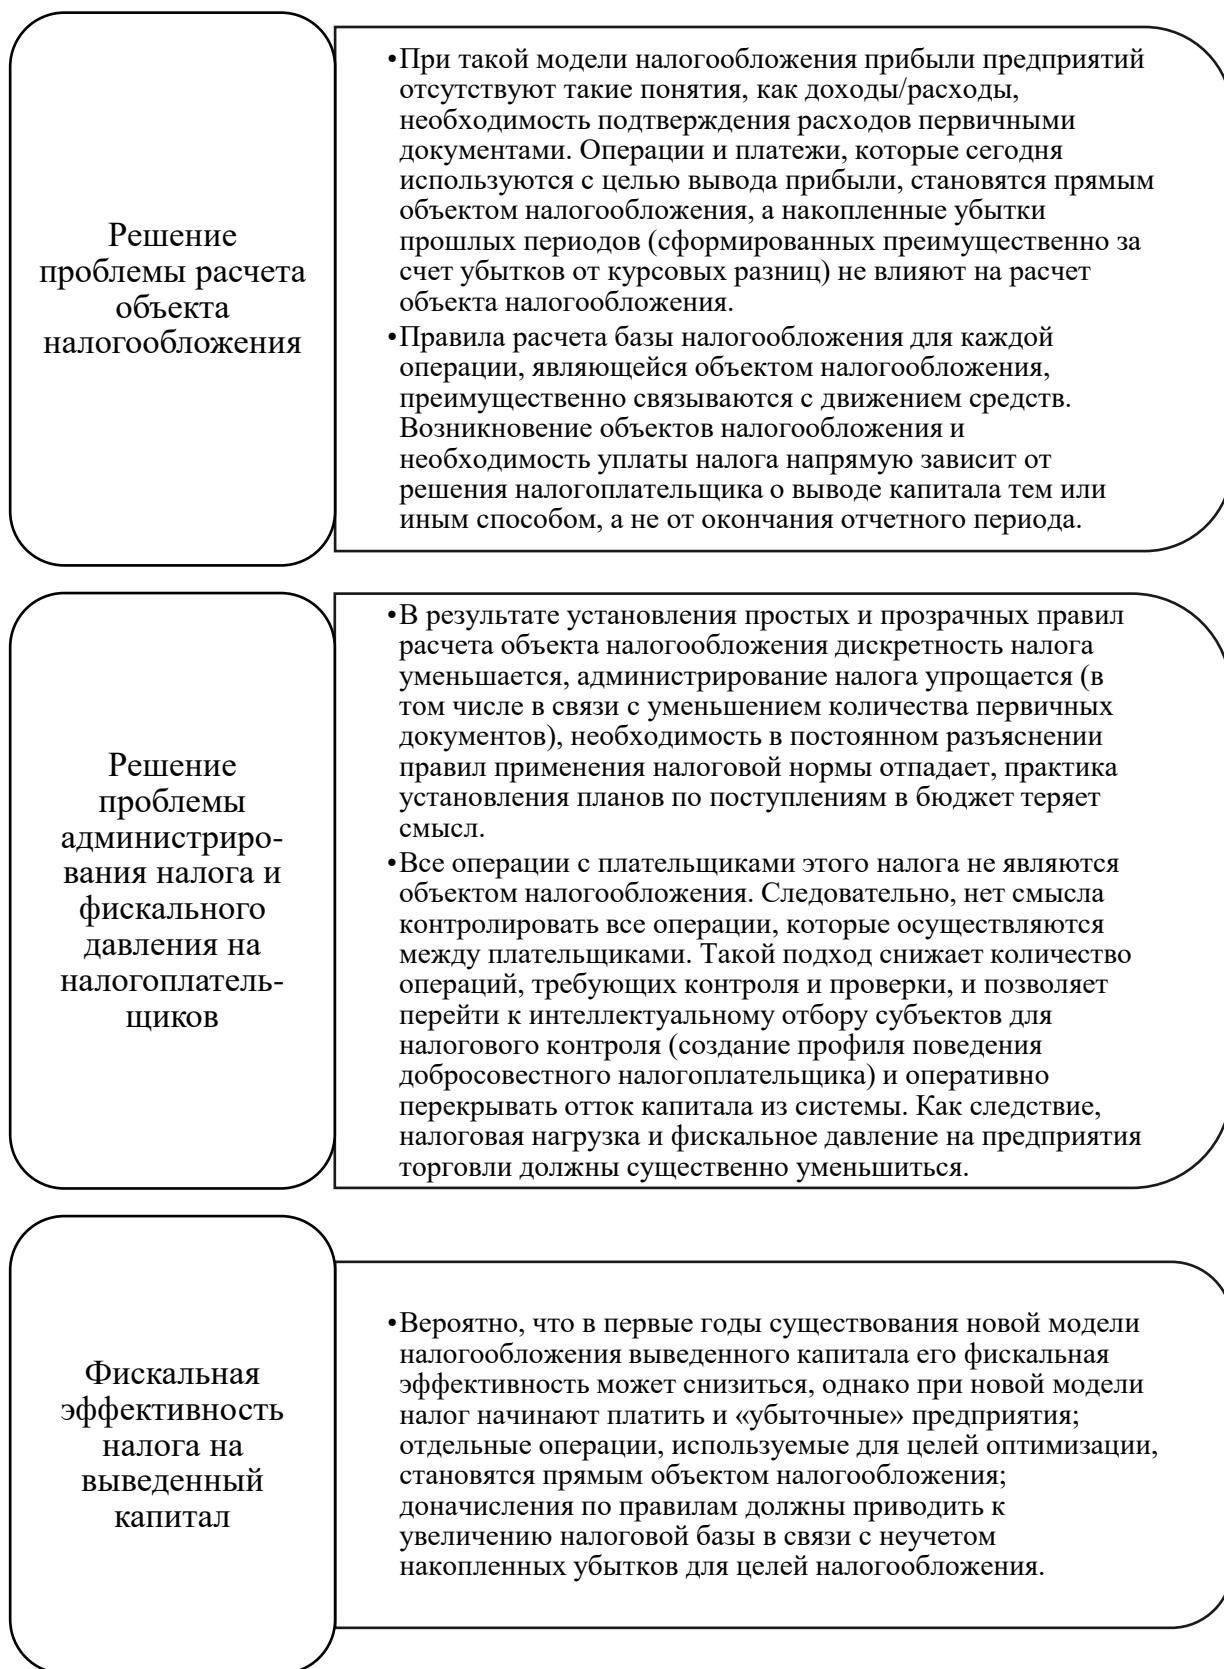 Решение
проблемы расчета
объекта
налогообложения
•При такой модели налогообложения прибыли предприятий
отсутствуют такие понятия, как доходы/расходы,
необходимость подтверждения расходов первичными
документами. Операции и платежи, которые сегодня
используются с целью вывода прибыли, становятся прямым
объектом налогообложения, а накопленные убытки
прошлых периодов (сформированных преимущественно за
счет убытков от курсовых разниц) не влияют на расчет
объекта налогообложения.
•Правила расчета базы налогообложения для каждой
операции, являющейся объектом налогообложения,
преимущественно связываются с движением средств.
Возникновение объектов налогообложения и
необходимость уплаты налога напрямую зависит от
решения налогоплательщика о выводе капитала тем или
иным способом, а не от окончания отчетного периода.
Решение
проблемы
администриро-
вания налога и
фискального
давления на
налогоплатель-
щиков
•В результате установления простых и прозрачных правил
расчета объекта налогообложения дискретность налога
уменьшается, администрирование налога упрощается (в
том числе в связи с уменьшением количества первичных
документов), необходимость в постоянном разъяснении
правил применения налоговой нормы отпадает, практика
установления планов по поступлениям в бюджет теряет
смысл.
•Все операции с плательщиками этого налога не являются
объектом налогообложения. Следовательно, нет смысла
контролировать все операции, которые осуществляются
между плательщиками. Такой подход снижает количество
операций, требующих контроля и проверки, и позволяет
перейти к интеллектуальному отбору субъектов для
налогового контроля (создание профиля поведения
добросовестного налогоплательщика) и оперативно
перекрывать отток капитала из системы. Как следствие,
налоговая нагрузка и фискальное давление на предприятия
торговли должны существенно уменьшиться.
Фискальная
эффективность
налога на
выведенный
капитал
•Вероятно, что в первые годы существования новой модели
налогообложения выведенного капитала его фискальная
эффективность может снизиться, однако при новой модели
налог начинают платить и «убыточные» предприятия;
отдельные операции, используемые для целей оптимизации,
становятся прямым объектом налогообложения;
доначисления по правилам должны приводить к
увеличению налоговой базы в связи с неучетом
накопленных убытков для целей налогообложения.